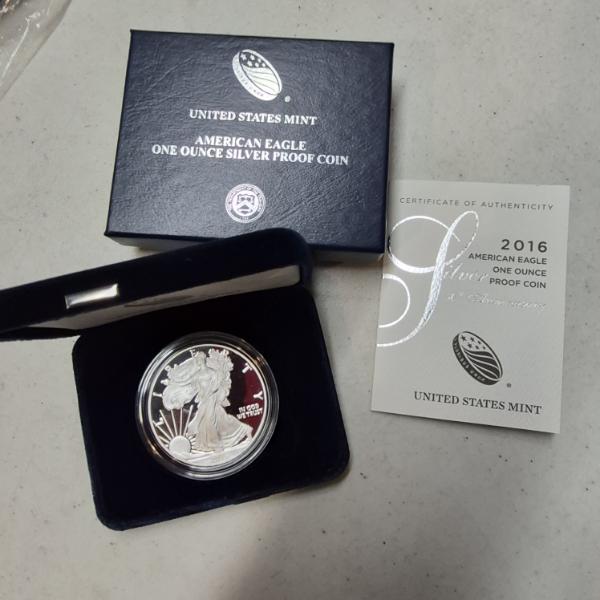 UNITED STATES MINT
AMERICAN EAGLE
ONE OUNCE SILVER PROOF COIN
CERTIFICATE OF AUTHENTICITY
2016
AMERICAN EAGLE
ONE OUNCE
PROOF COIN
Silver
Anniversary
UNITED STATES MINT
LIBERTY
IN GOD
WE TRUST